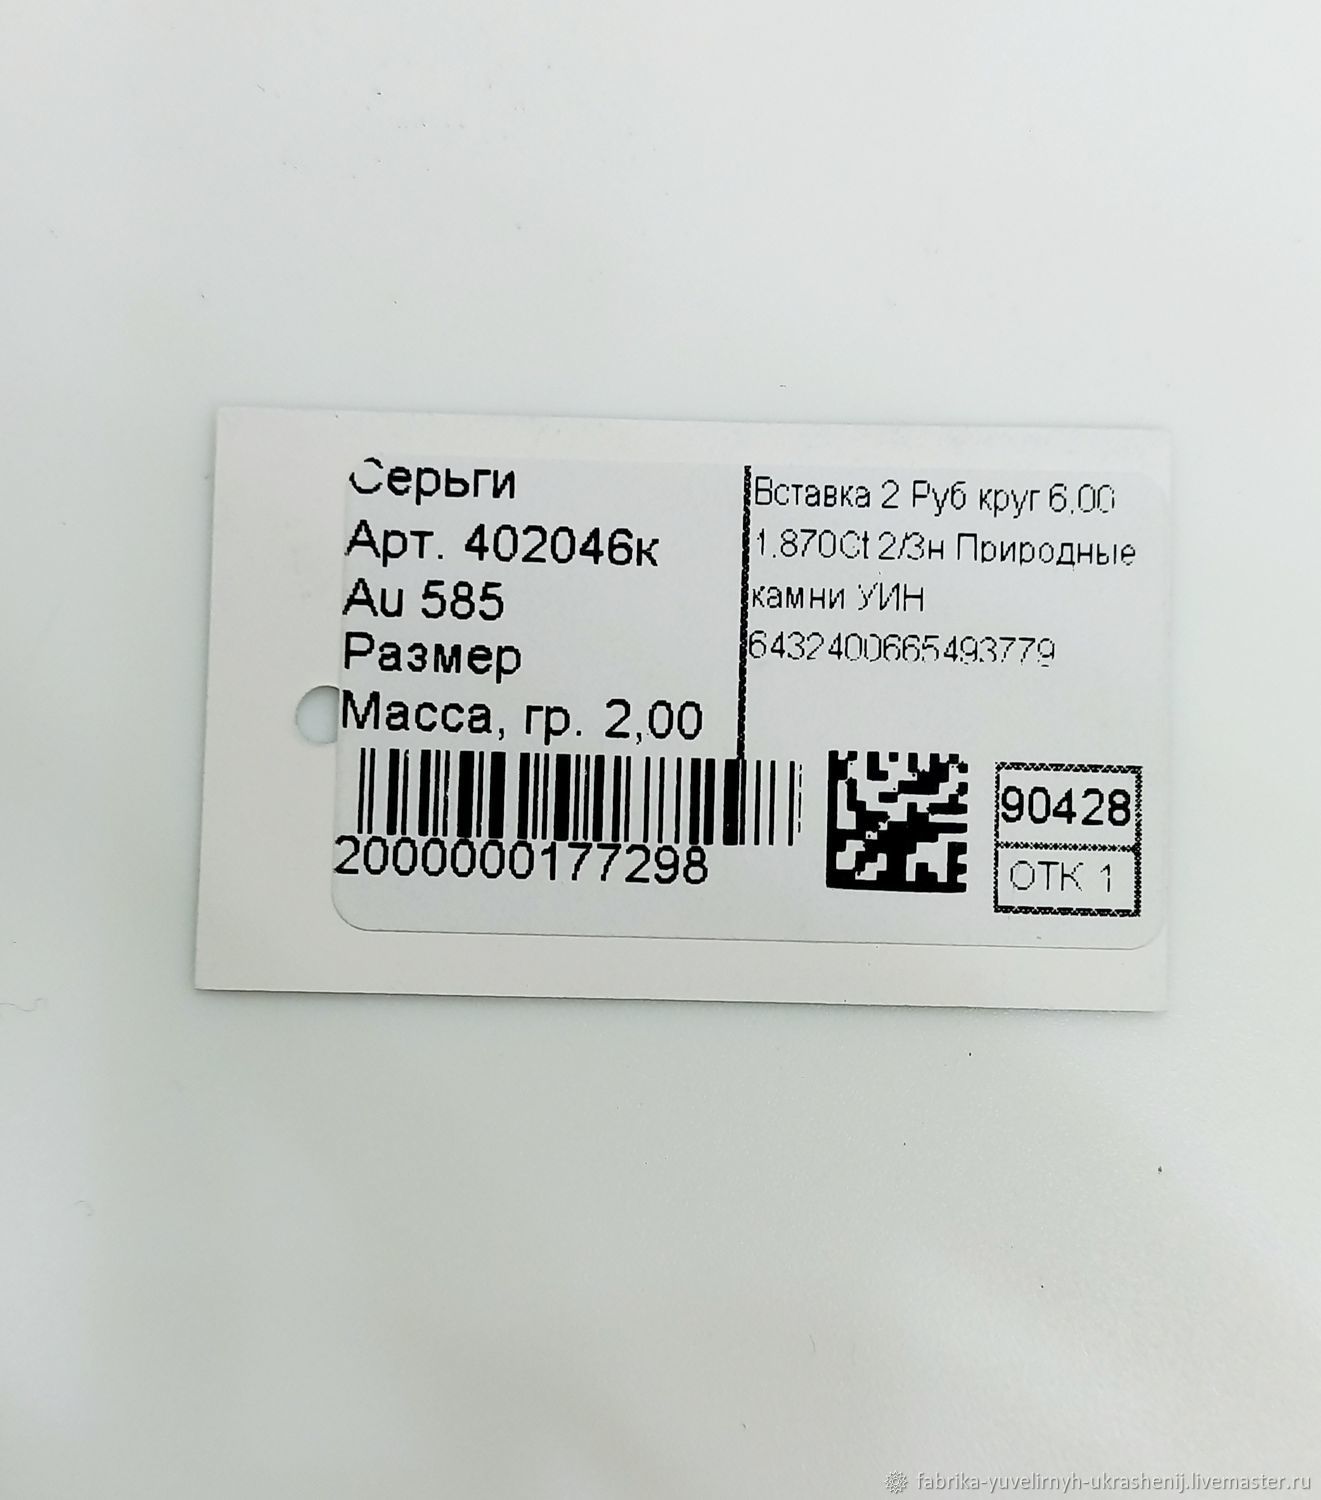 Серьги
Арт. 402046к
Au 585
Размер
Масса, гр. 2,00
2000000177298
Вставка 2 Руб круг 6,00
1.870Ct 2/3н Природные
камни УИН
6432400665493779
90428
ОТК 1
fabrika-yuvelirnyh-ukrashenij.livemaster.ru